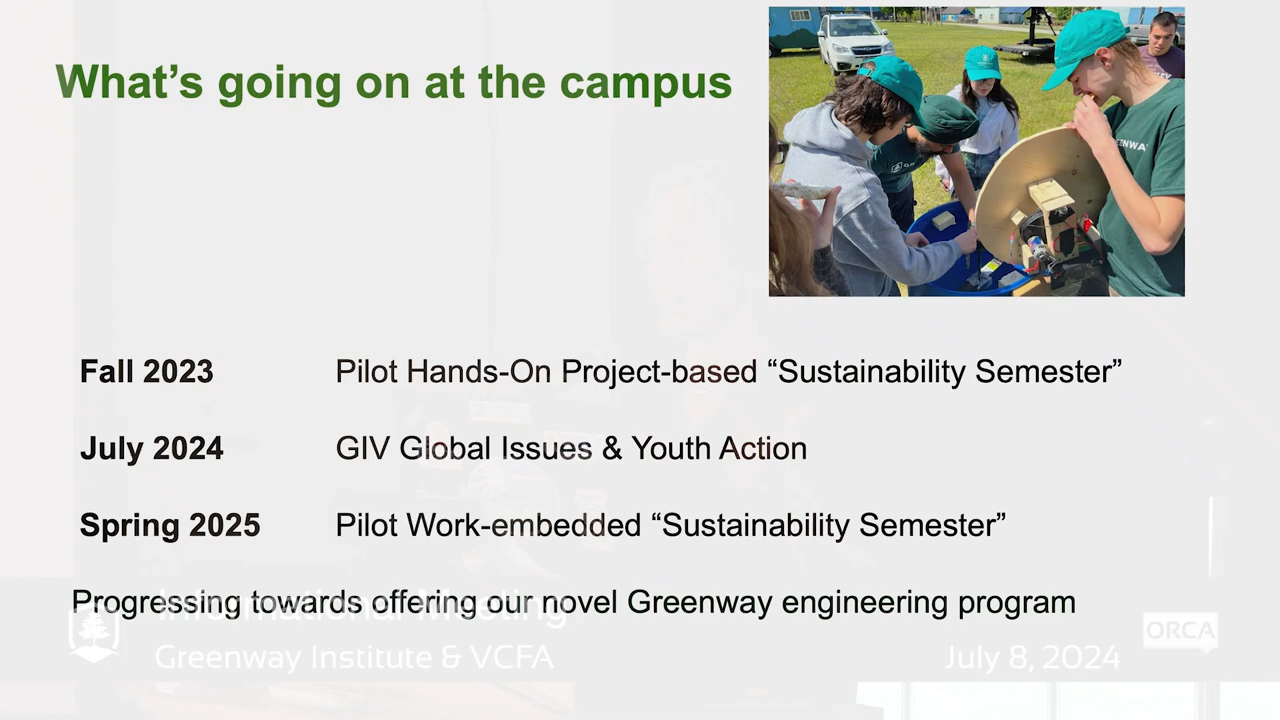 What's going on at the campus
Fall 2023 Pilot Hands-On Project-based “Sustainability Semester”
July 2024 GIV Global Issues & Youth Action
Spring 2025 Pilot Work-embedded “Sustainability Semester”
Progressing towards offering our novel Greenway engineering program
Informational Meeting
Greenway Institute & VCFA
July 8, 2024
ORCA